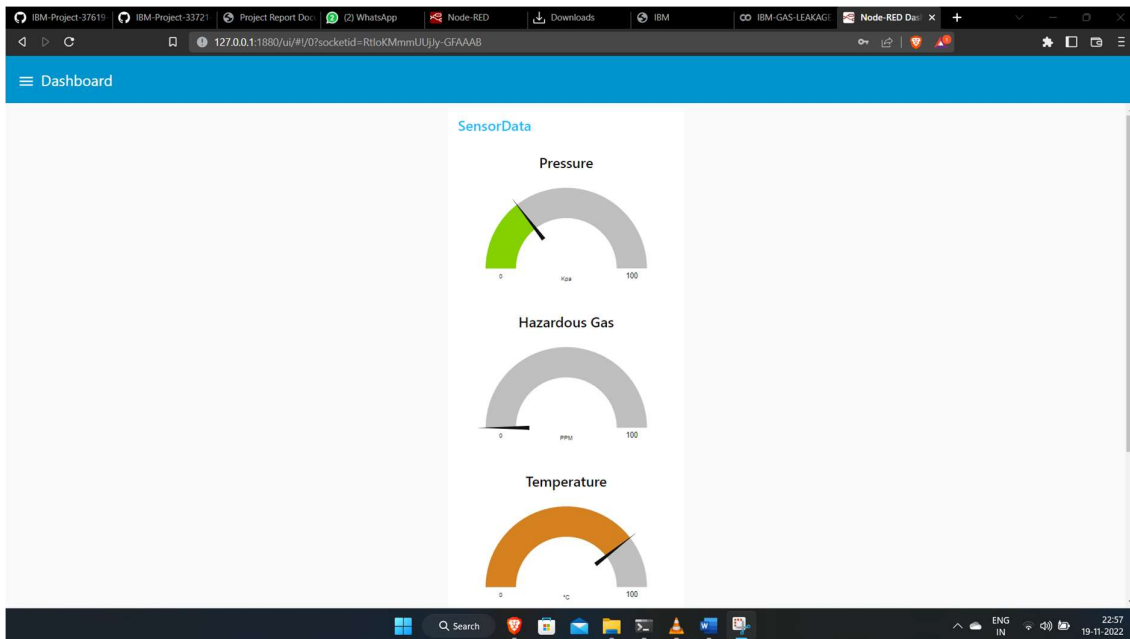 IBM-Project-37619
IBM-Project-33721
Project Report Doc
(2) WhatsApp
Node-RED
Downloads
IBM
IBM-GAS-LEAKAGE
Node-RED Das
127.0.0.1:1880/ui/#!/0?socketid=RtIoKMmmUUjJy-GFAAAB
Dashboard
SensorData
Pressure
0 Kpa 100
Hazardous Gas
0 PPM 100
Temperature
0 °C 100
Search
ENG
IN
22:57
19-11-2022